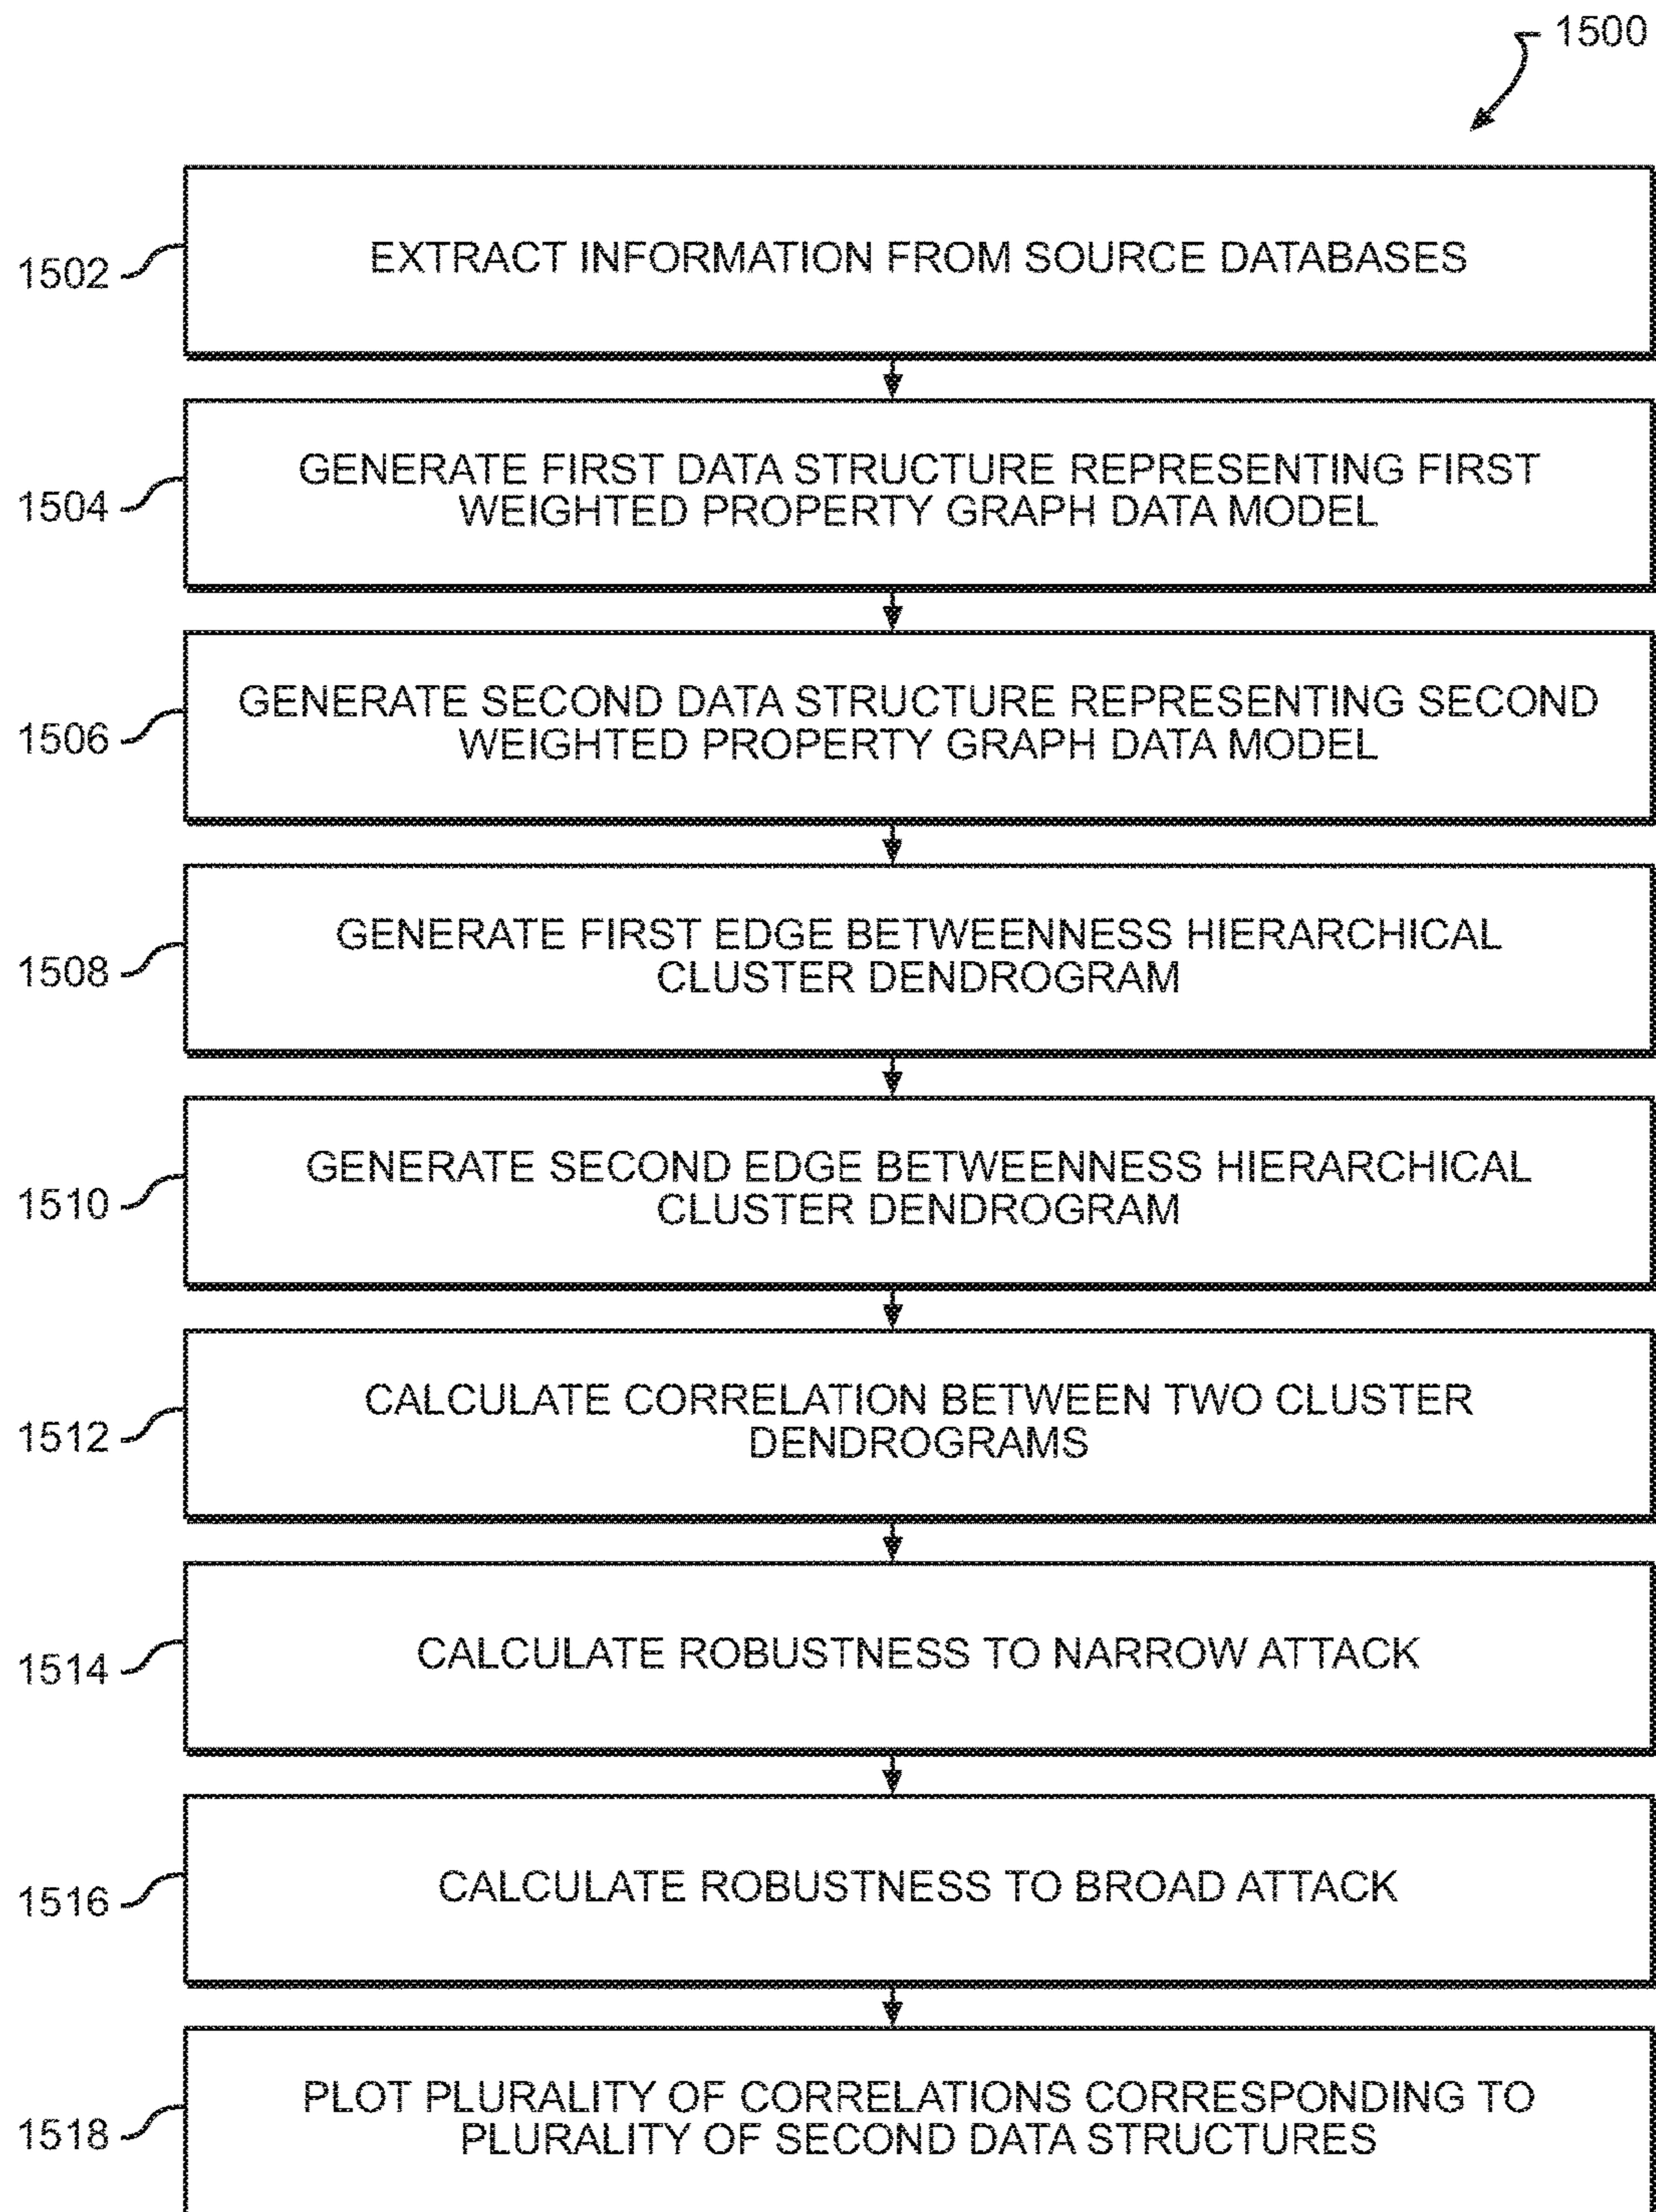 1500
1502
EXTRACT INFORMATION FROM SOURCE DATABASES
1504
GENERATE FIRST DATA STRUCTURE REPRESENTING FIRST
WEIGHTED PROPERTY GRAPH DATA MODEL
1506
GENERATE SECOND DATA STRUCTURE REPRESENTING SECOND
WEIGHTED PROPERTY GRAPH DATA MODEL
1508
GENERATE FIRST EDGE BETWEENNESS HIERARCHICAL
CLUSTER DENDROGRAM
1510
GENERATE SECOND EDGE BETWEENNESS HIERARCHICAL
CLUSTER DENDROGRAM
1512
CALCULATE CORRELATION BETWEEN TWO CLUSTER
DENDROGRAMS
1514
CALCULATE ROBUSTNESS TO NARROW ATTACK
1516
CALCULATE ROBUSTNESS TO BROAD ATTACK
1518
PLOT PLURALITY OF CORRELATIONS CORRESPONDING TO
PLURALITY OF SECOND DATA STRUCTURES